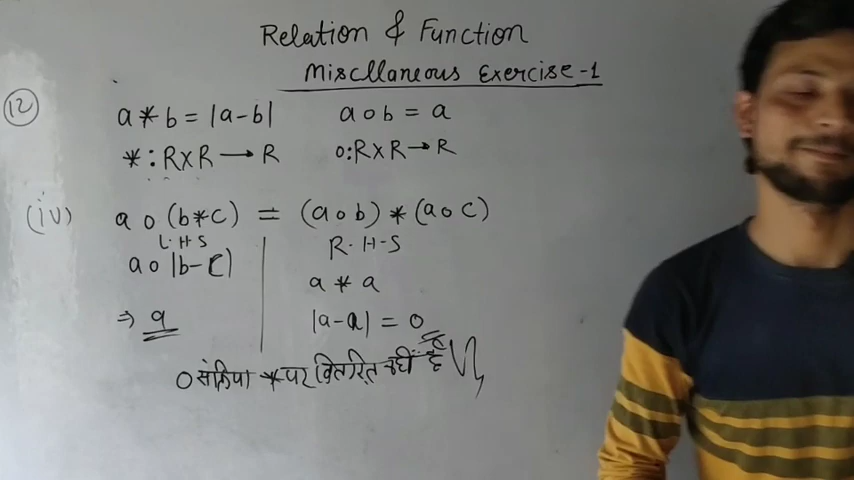 Relation & Function
Miscllaneous Exercise-1
12 a * b = |a-b| a o b = a
* : R×R → R o:R×R → R
(iv) a o (b*c) = (a o b) * (a o c)
L·H·S R·H·S
a o |b-c| a * a
⇒ a |a-a| = 0
o संक्रिया * पर वितरित नहीं है